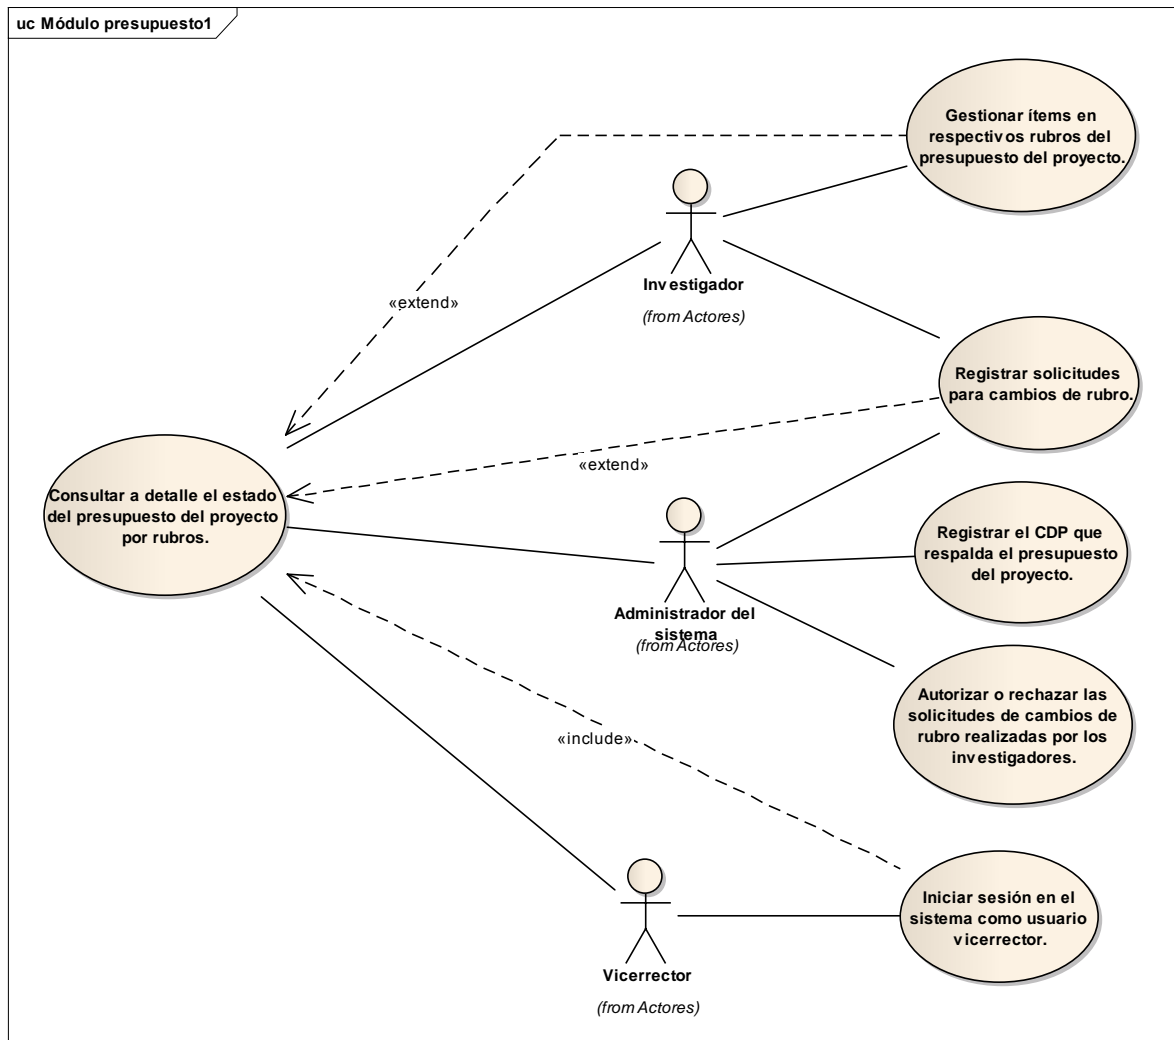 uc Módulo presupuesto1
Gestionar ítems en
respectivos rubros del
presupuesto del proyecto.
Investigador
(from Actores)
«extend»
Registrar solicitudes
para cambios de rubro.
«extend»
Consultar a detalle el estado
del presupuesto del proyecto
por rubros.
Registrar el CDP que
respalda el presupuesto
del proyecto.
Administrador del
sistema
(from Actores)
Autorizar o rechazar las
solicitudes de cambios de
rubro realizadas por los
investigadores.
«include»
Iniciar sesión en el
sistema como usuario
vicerrector.
Vicerrector
(from Actores)